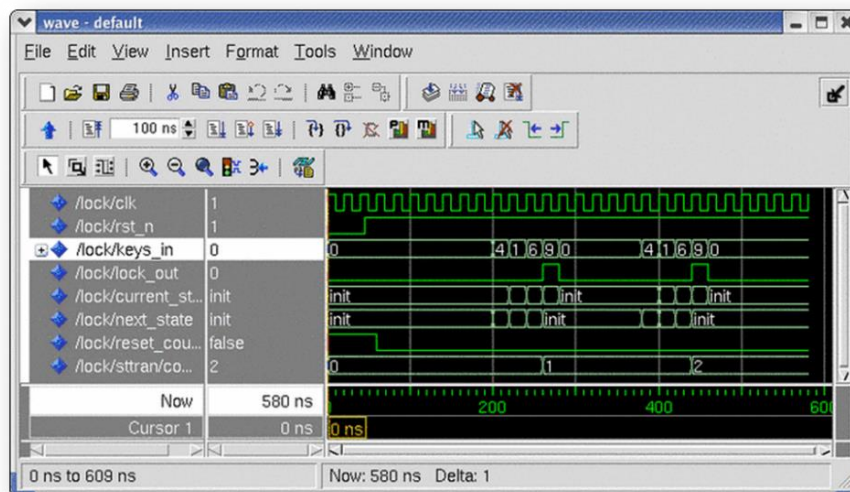 wave - default
File Edit View Insert Format Tools Window
100 ns
/lock/clk 1
/lock/rst_n 1
/lock/keys_in 0 0 4 1 6 9 0 4 1 6 9 0
/lock/lock_out 0
/lock/current_st... init init init init
/lock/next_state init init init init
/lock/reset_cou... false
/lock/sttran/co... 2 0 1 2
Now 580 ns 200 400 600
Cursor 1 0 ns 0 ns
0 ns to 609 ns Now: 580 ns Delta: 1